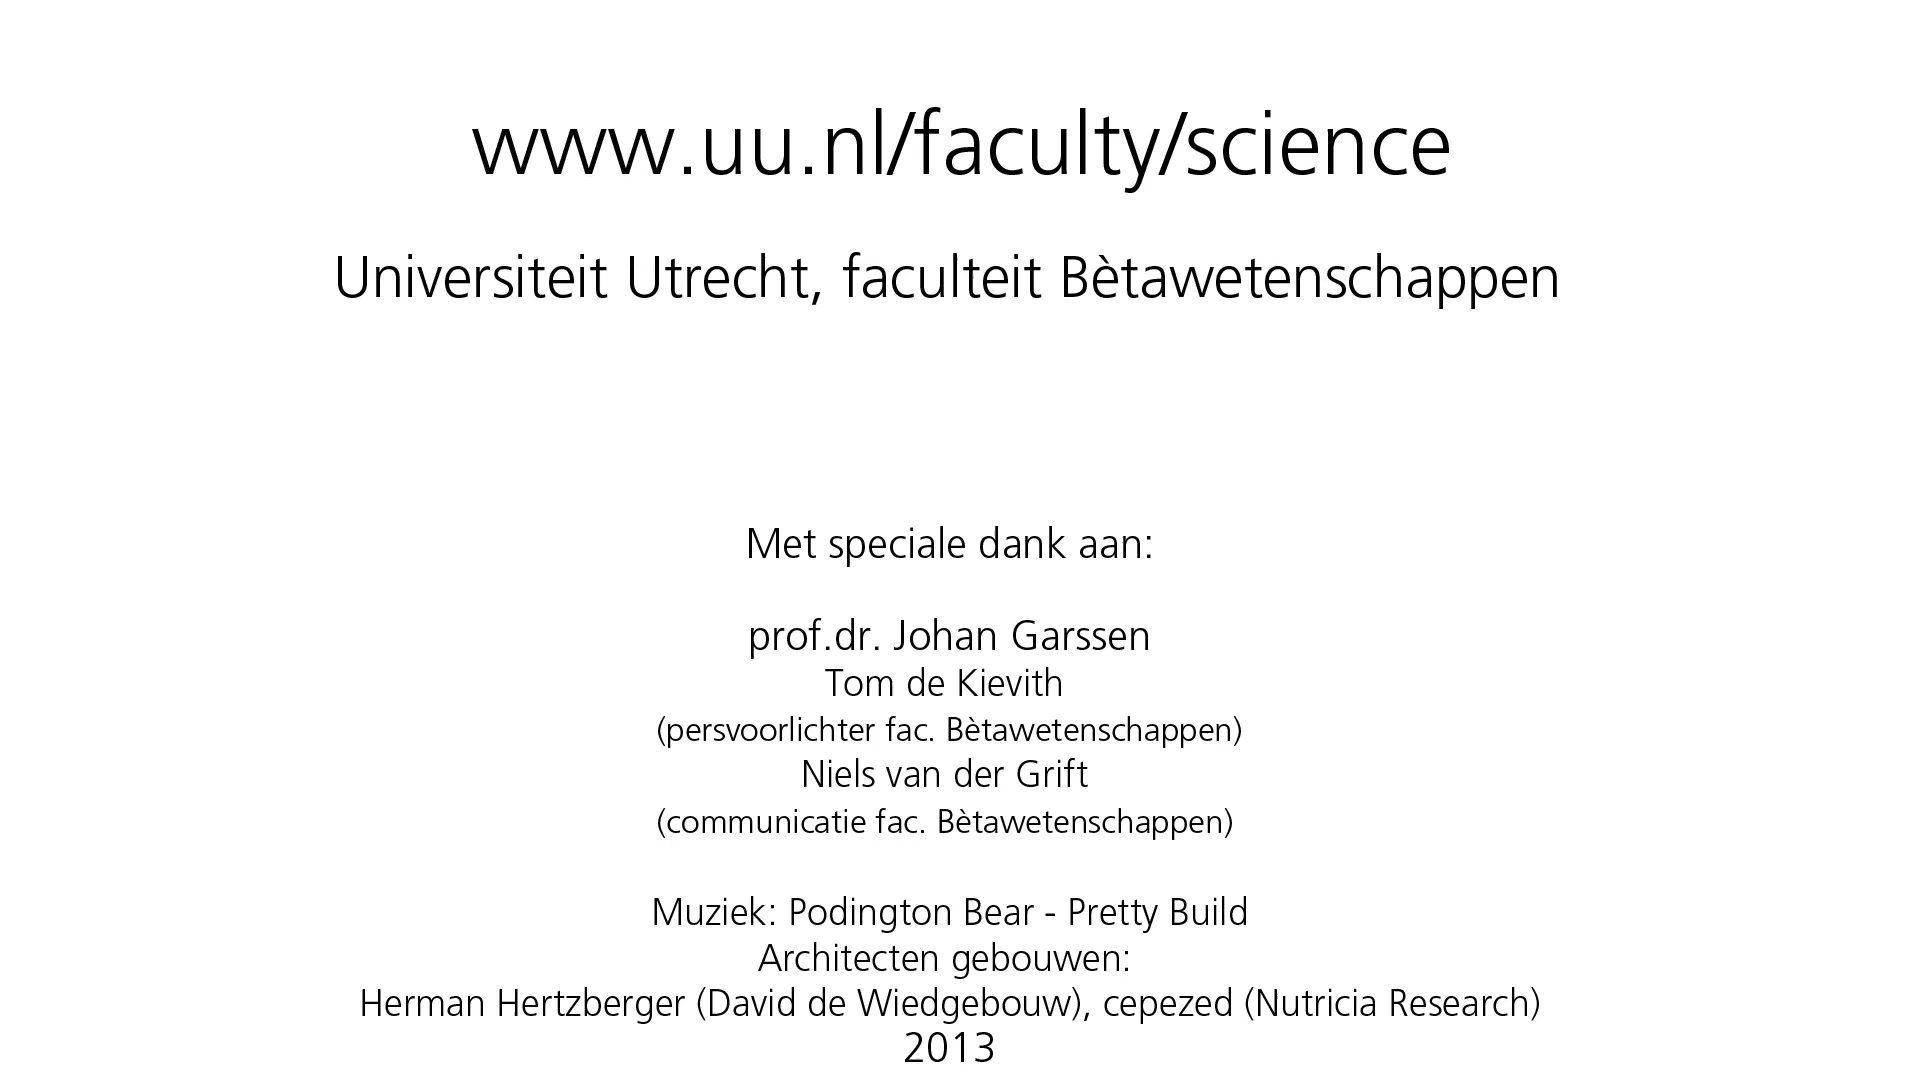 www.uu.nl/faculty/science
Universiteit Utrecht, faculteit Bètawetenschappen
Met speciale dank aan:
prof.dr. Johan Garssen
Tom de Kievith
(persvoorlichter fac. Bètawetenschappen)
Niels van der Grift
(communicatie fac. Bètawetenschappen)
Muziek: Podington Bear - Pretty Build
Architecten gebouwen:
Herman Hertzberger (David de Wiedgebouw), cepezed (Nutricia Research)
2013